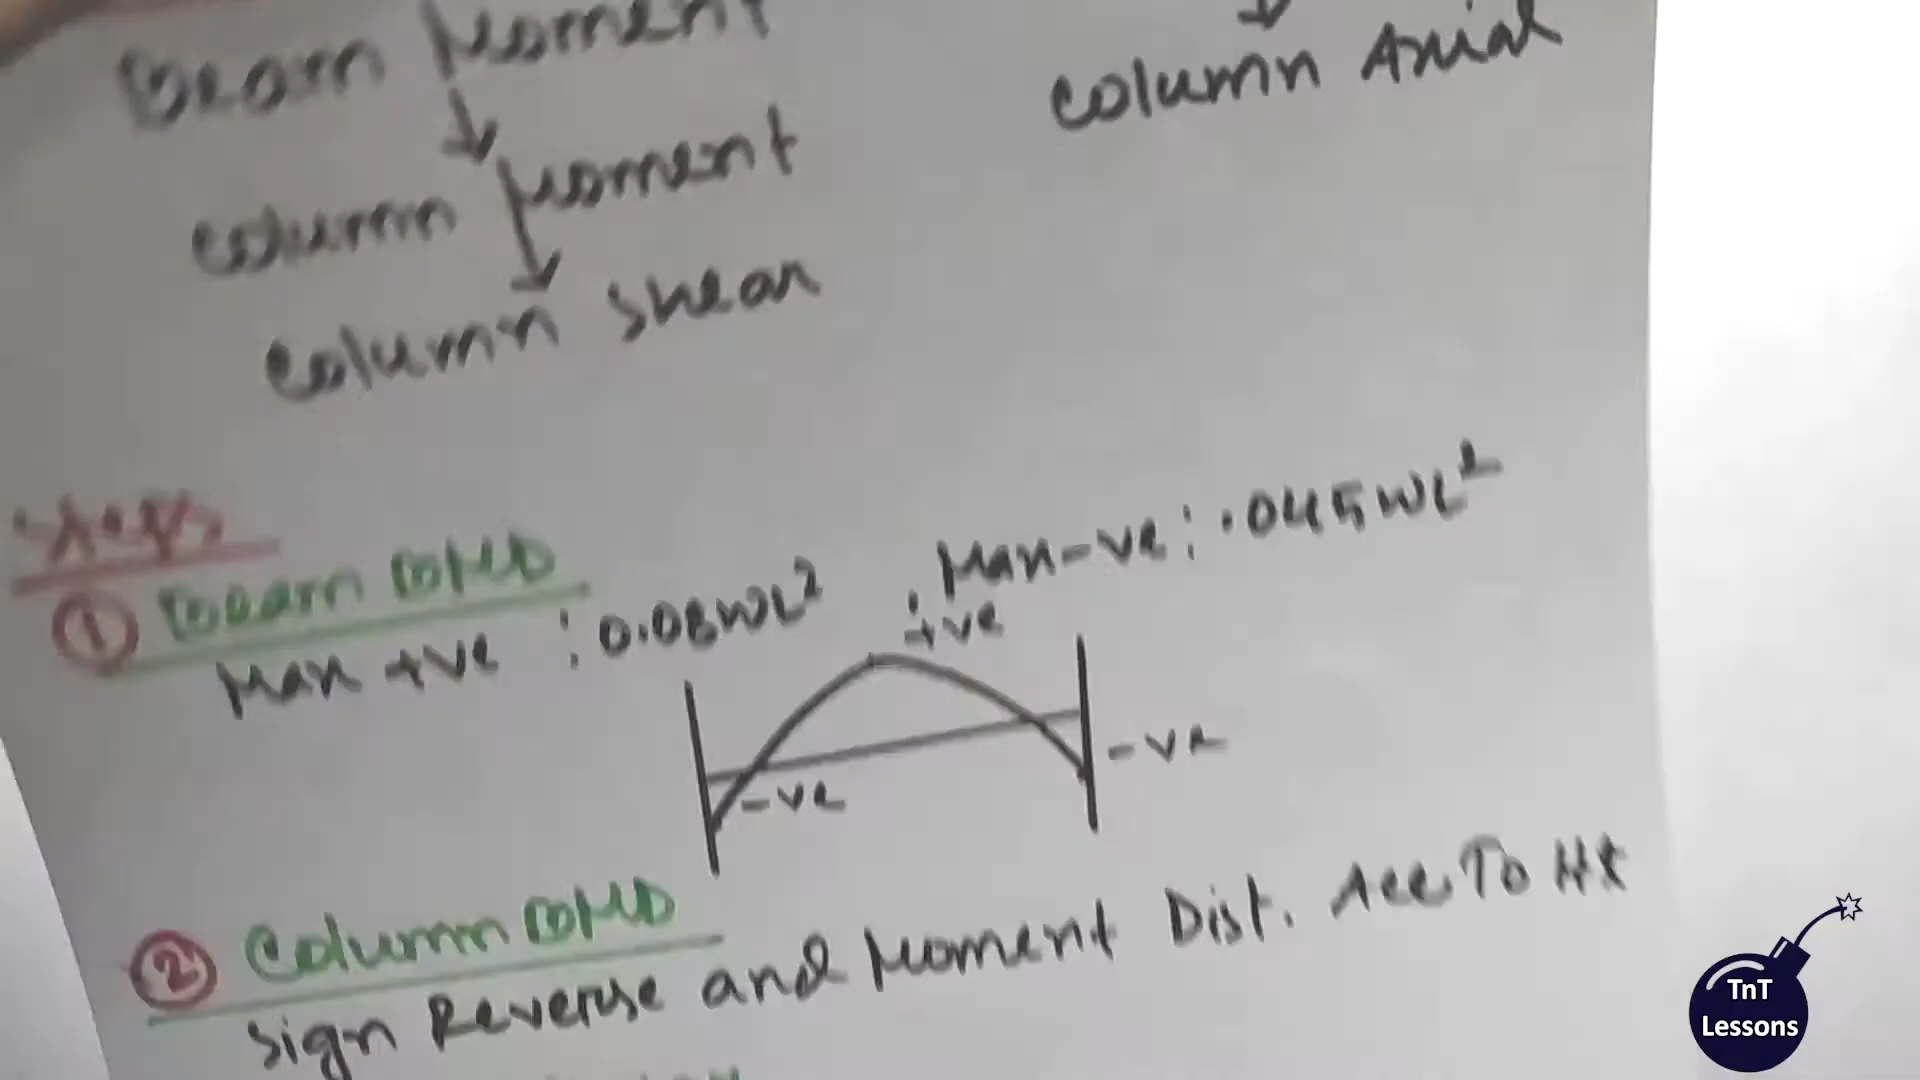 Beam Moment
Column Moment
Column Shear
Column Axial
Steps
① Beam BMD
Max +ve : 0.08WL²
, Max -ve : .045WL²
+ve
-ve
-ve
② Column BMD
Sign Reverse and Moment Dist. Acc. To Ht
TnT
Lessons